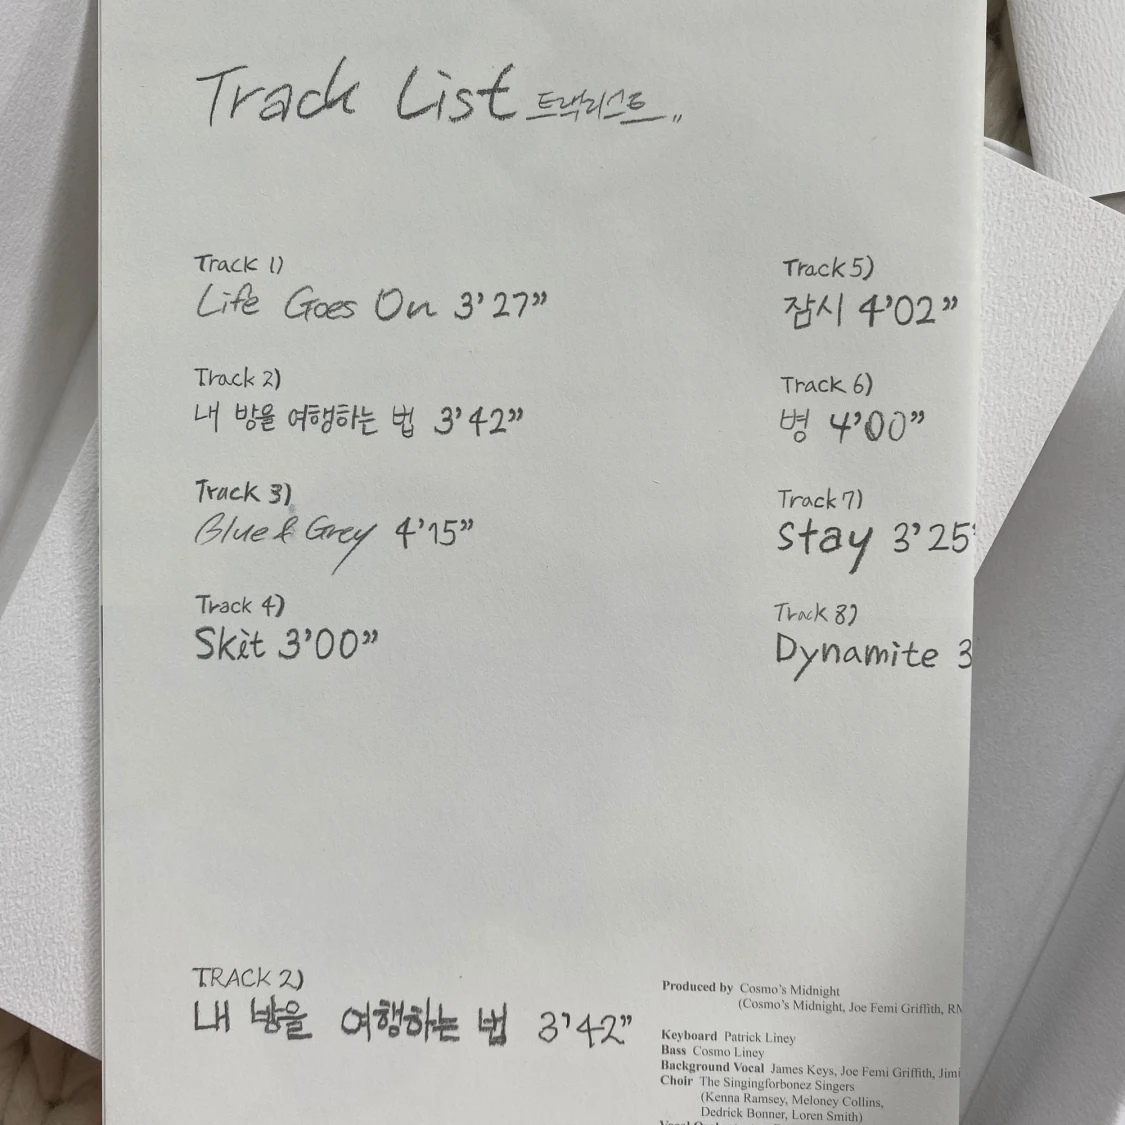 Track List 트랙리스트 〃
Track 1)
Life Goes On 3’27”
Track 2)
내 방을 여행하는 법 3’42”
Track 3)
Blue & Grey 4’15”
Track 4)
Skit 3’00”
Track 5)
잠시 4’02”
Track 6)
병 4’00”
Track 7)
Stay 3’25
Track 8)
Dynamite 3
TRACK 2)
내 방을 여행하는 법 3’42”
Produced by Cosmo’s Midnight
(Cosmo’s Midnight, Joe Femi Griffith, RM
Keyboard Patrick Liney
Bass Cosmo Liney
Background Vocal James Keys, Joe Femi Griffith, Jimi
Choir The Singingforbonez Singers
(Kenna Ramsey, Meloney Collins,
Dedrick Bonner, Loren Smith)